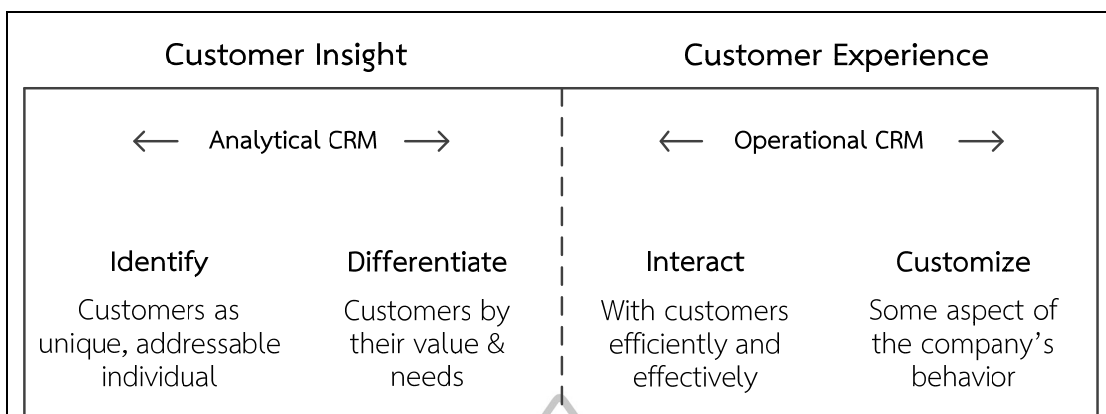 Customer Insight
Customer Experience
Analytical CRM
Operational CRM
Identify
Customers as
unique, addressable
individual
Differentiate
Customers by
their value &
needs
Interact
With customers
efficiently and
effectively
Customize
Some aspect of
the company's
behavior